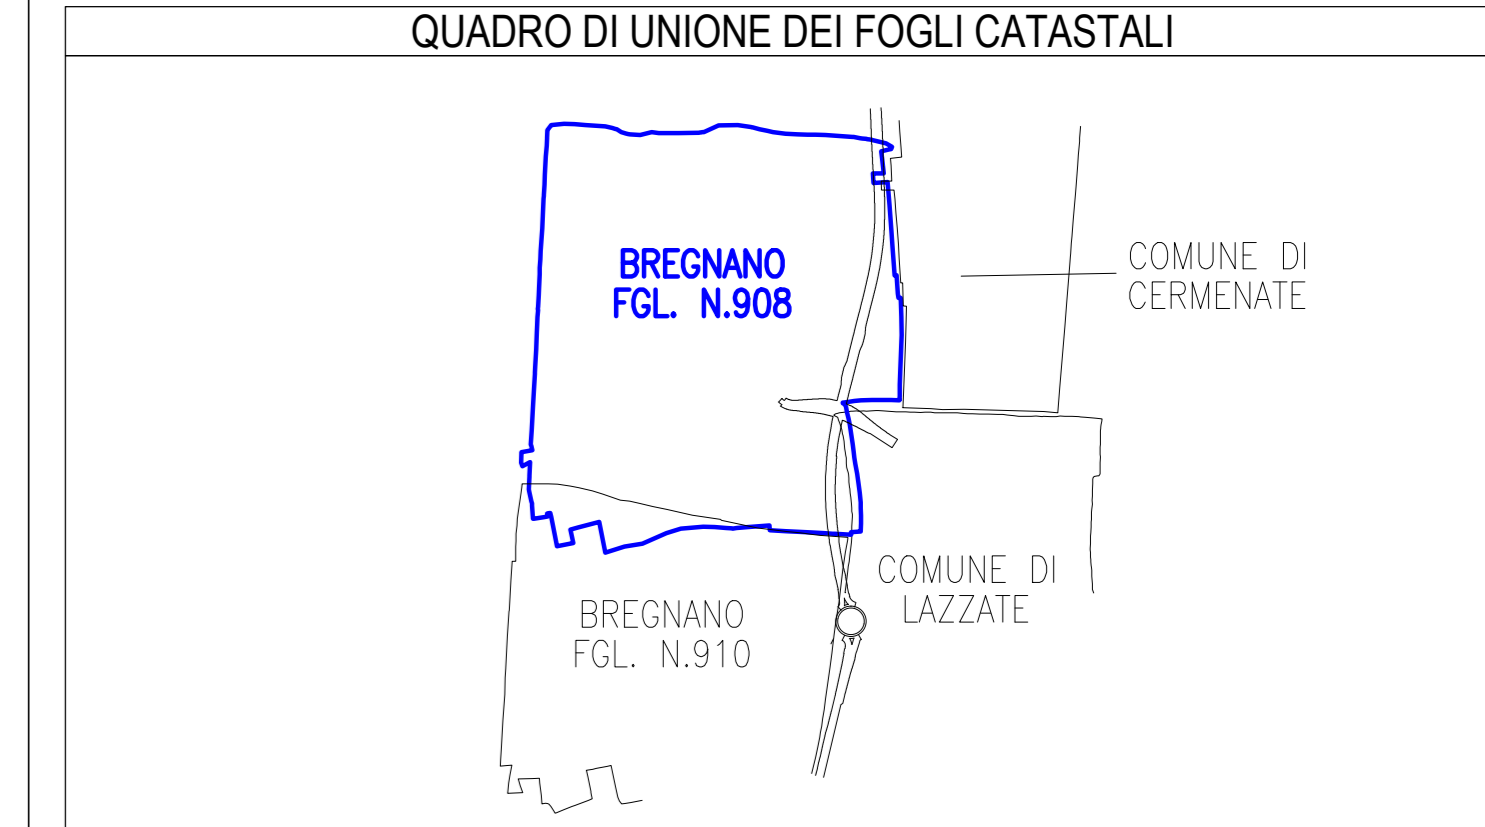 QUADRO DI UNIONE DEI FOGLI CATASTALI
BREGNANO
FGL. N.908
COMUNE DI
CERMENATE
COMUNE DI
LAZZATE
BREGNANO
FGL. N.910